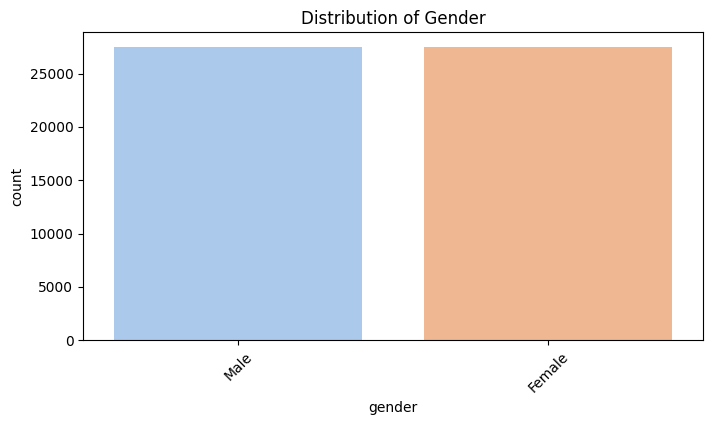 Distribution of Gender
25000
20000
15000
10000
5000
0
count
Male
Female
gender